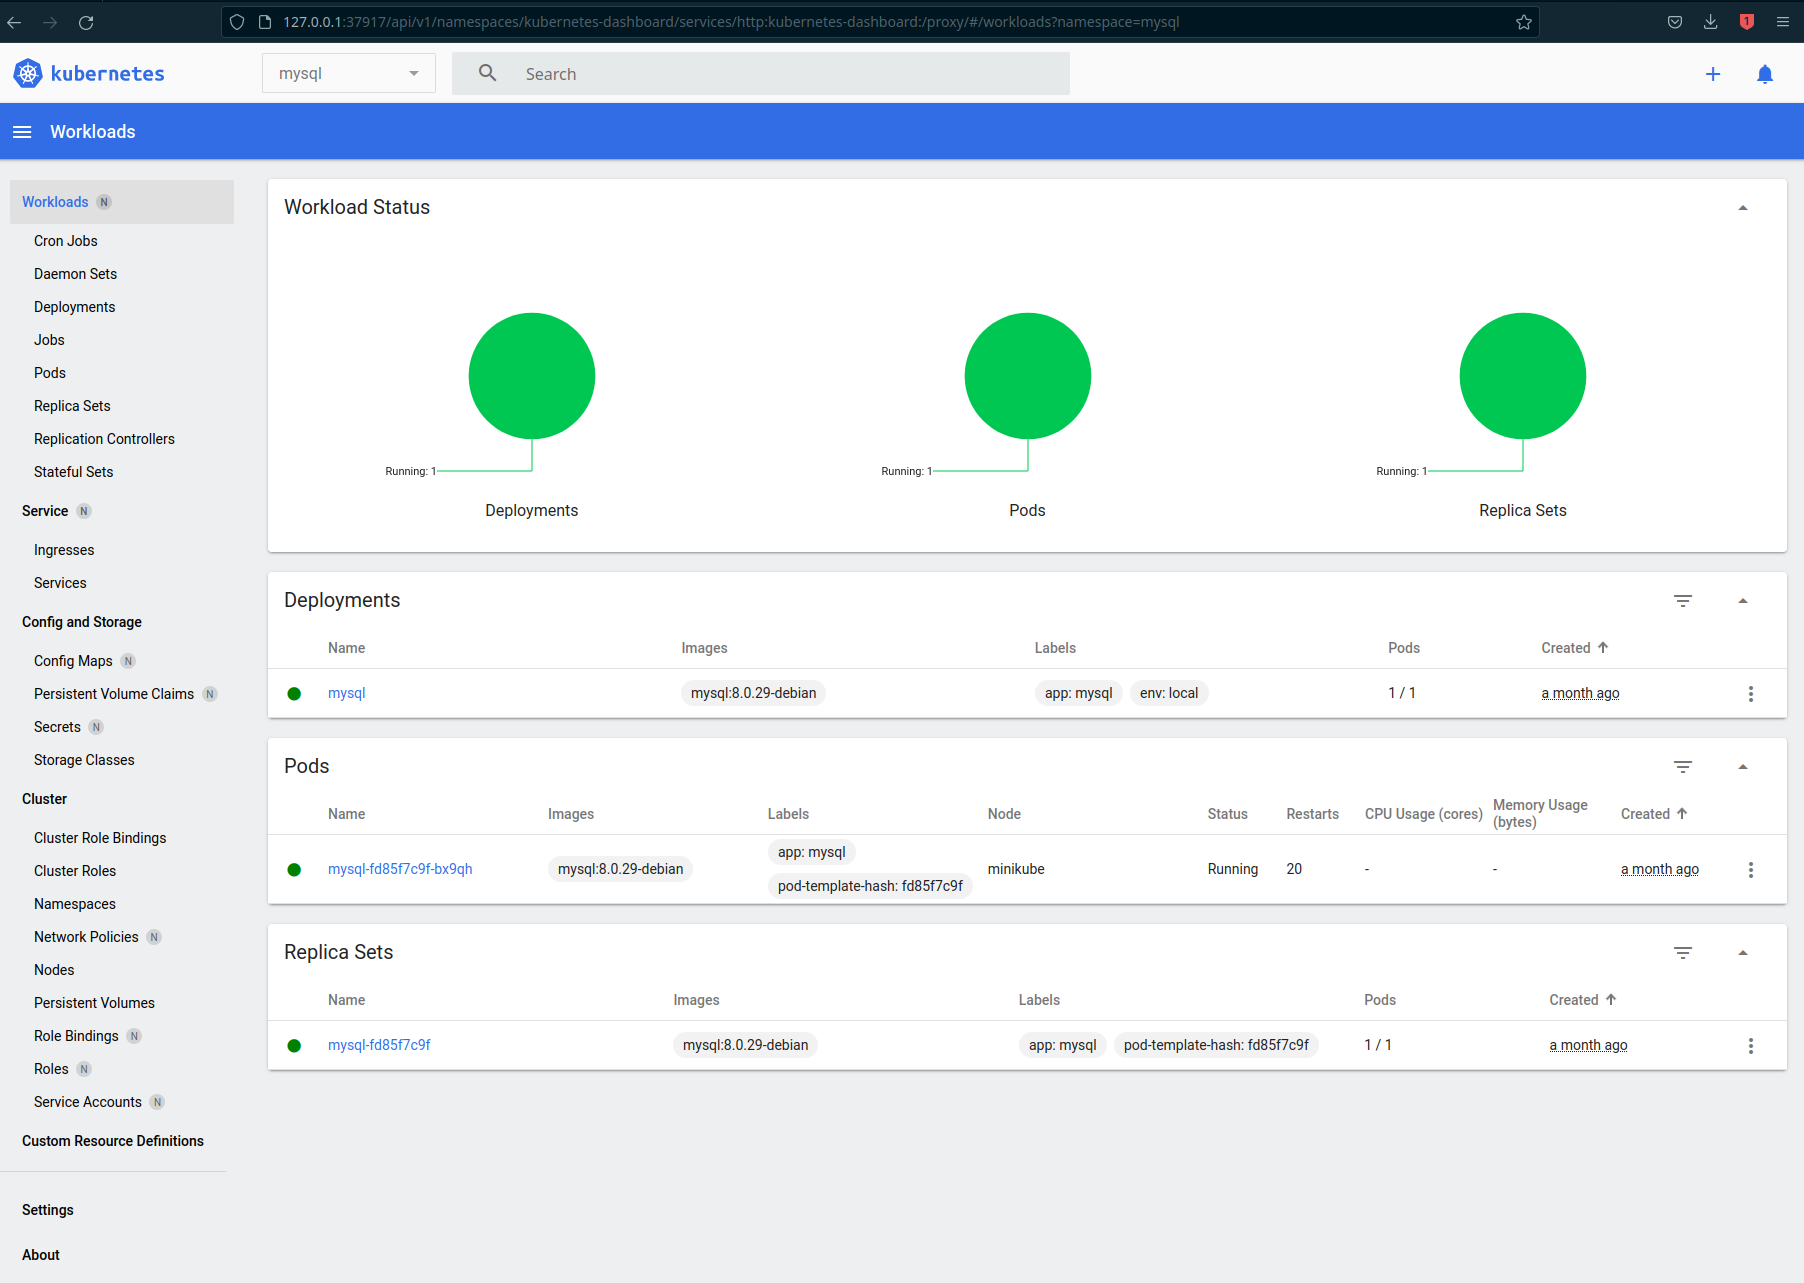 127.0.0.1:37917/api/v1/namespaces/kubernetes-dashboard/services/http:kubernetes-dashboard:/proxy/#/workloads?namespace=mysql
1
kubernetes
mysql
Search
Workloads
Workloads N
Cron Jobs
Daemon Sets
Deployments
Jobs
Pods
Replica Sets
Replication Controllers
Stateful Sets
Service N
Ingresses
Services
Config and Storage
Config Maps N
Persistent Volume Claims N
Secrets N
Storage Classes
Cluster
Cluster Role Bindings
Cluster Roles
Namespaces
Network Policies N
Nodes
Persistent Volumes
Role Bindings N
Roles N
Service Accounts N
Custom Resource Definitions
Settings
About
Workload Status
Running: 1
Deployments
Running: 1
Pods
Running: 1
Replica Sets
Deployments
Name Images Labels Pods Created
mysql mysql:8.0.29-debian app: mysql env: local 1 / 1 a month ago
Pods
Name Images Labels Node Status Restarts CPU Usage (cores) Memory Usage (bytes) Created
mysql-fd85f7c9f-bx9qh mysql:8.0.29-debian app: mysql pod-template-hash: fd85f7c9f minikube Running 20 - - a month ago
Replica Sets
Name Images Labels Pods Created
mysql-fd85f7c9f mysql:8.0.29-debian app: mysql pod-template-hash: fd85f7c9f 1 / 1 a month ago